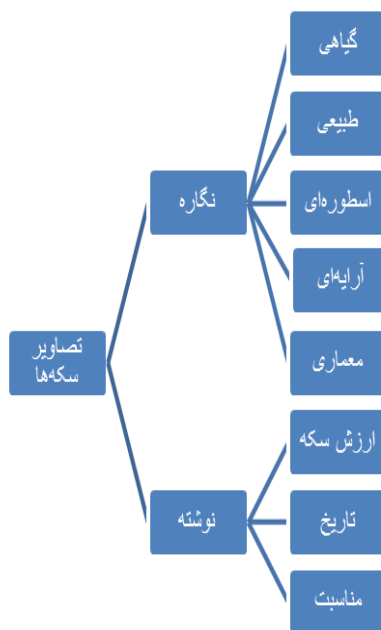 تصاویر
سکه‌ها
نگاره
گیاهی
طبیعی
اسطوره‌ای
آرایه‌ای
معماری
نوشته
ارزش سکه
تاریخ
مناسبت